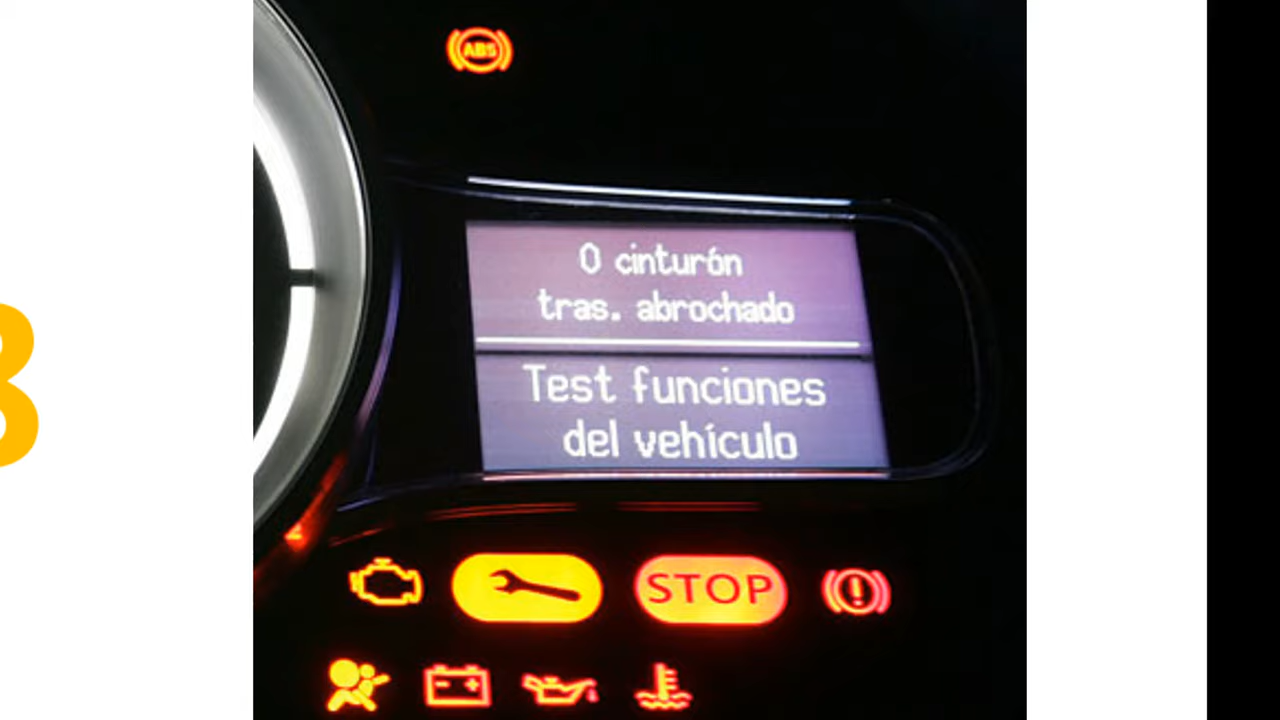 ABS
0 cinturón
tras. abrochado
Test funciones
del vehículo
STOP